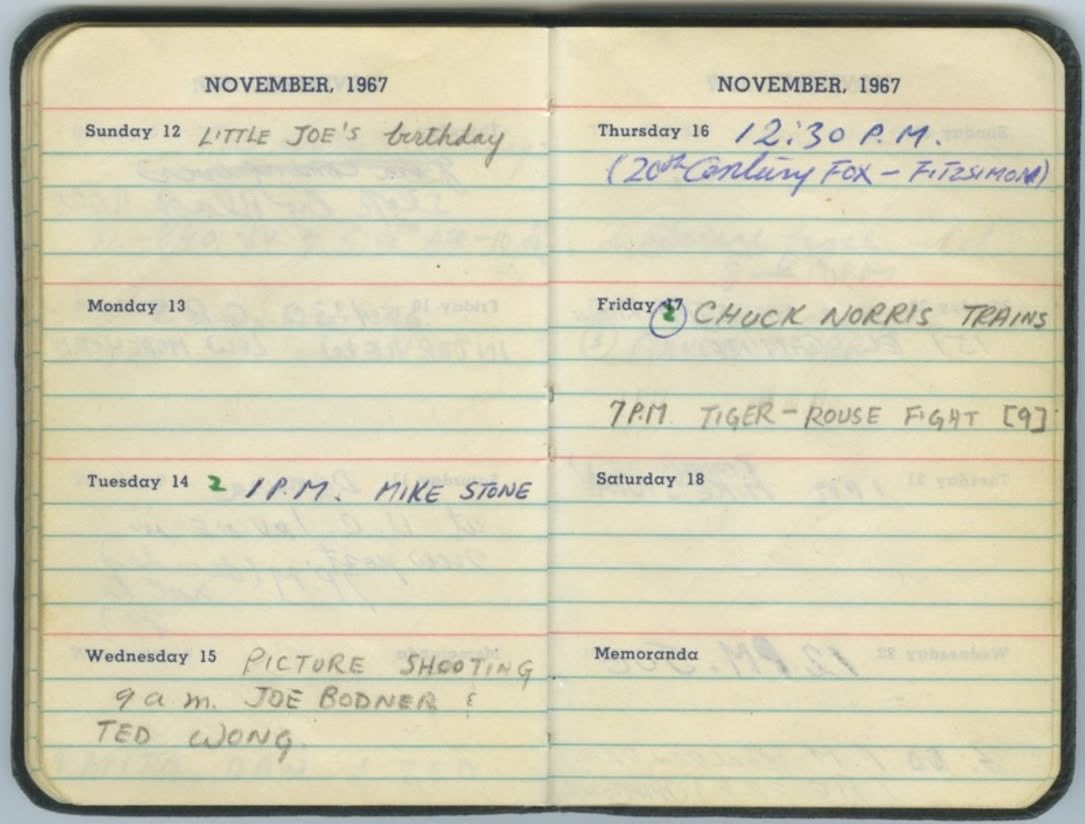 NOVEMBER, 1967
Sunday 12 LITTLE JOE'S birthday
Monday 13
Tuesday 14 2 1 P.M. MIKE STONE
Wednesday 15 PICTURE SHOOTING
9 a.m. JOE BODNER &
TED WONG.
NOVEMBER, 1967
Thursday 16 12:30 P.M.
(20th Century FOX – FITZSIMON)
Friday 17 2 CHUCK NORRIS TRAINS
7 P.M. TIGER – ROUSE FIGHT [9]
Saturday 18
Memoranda